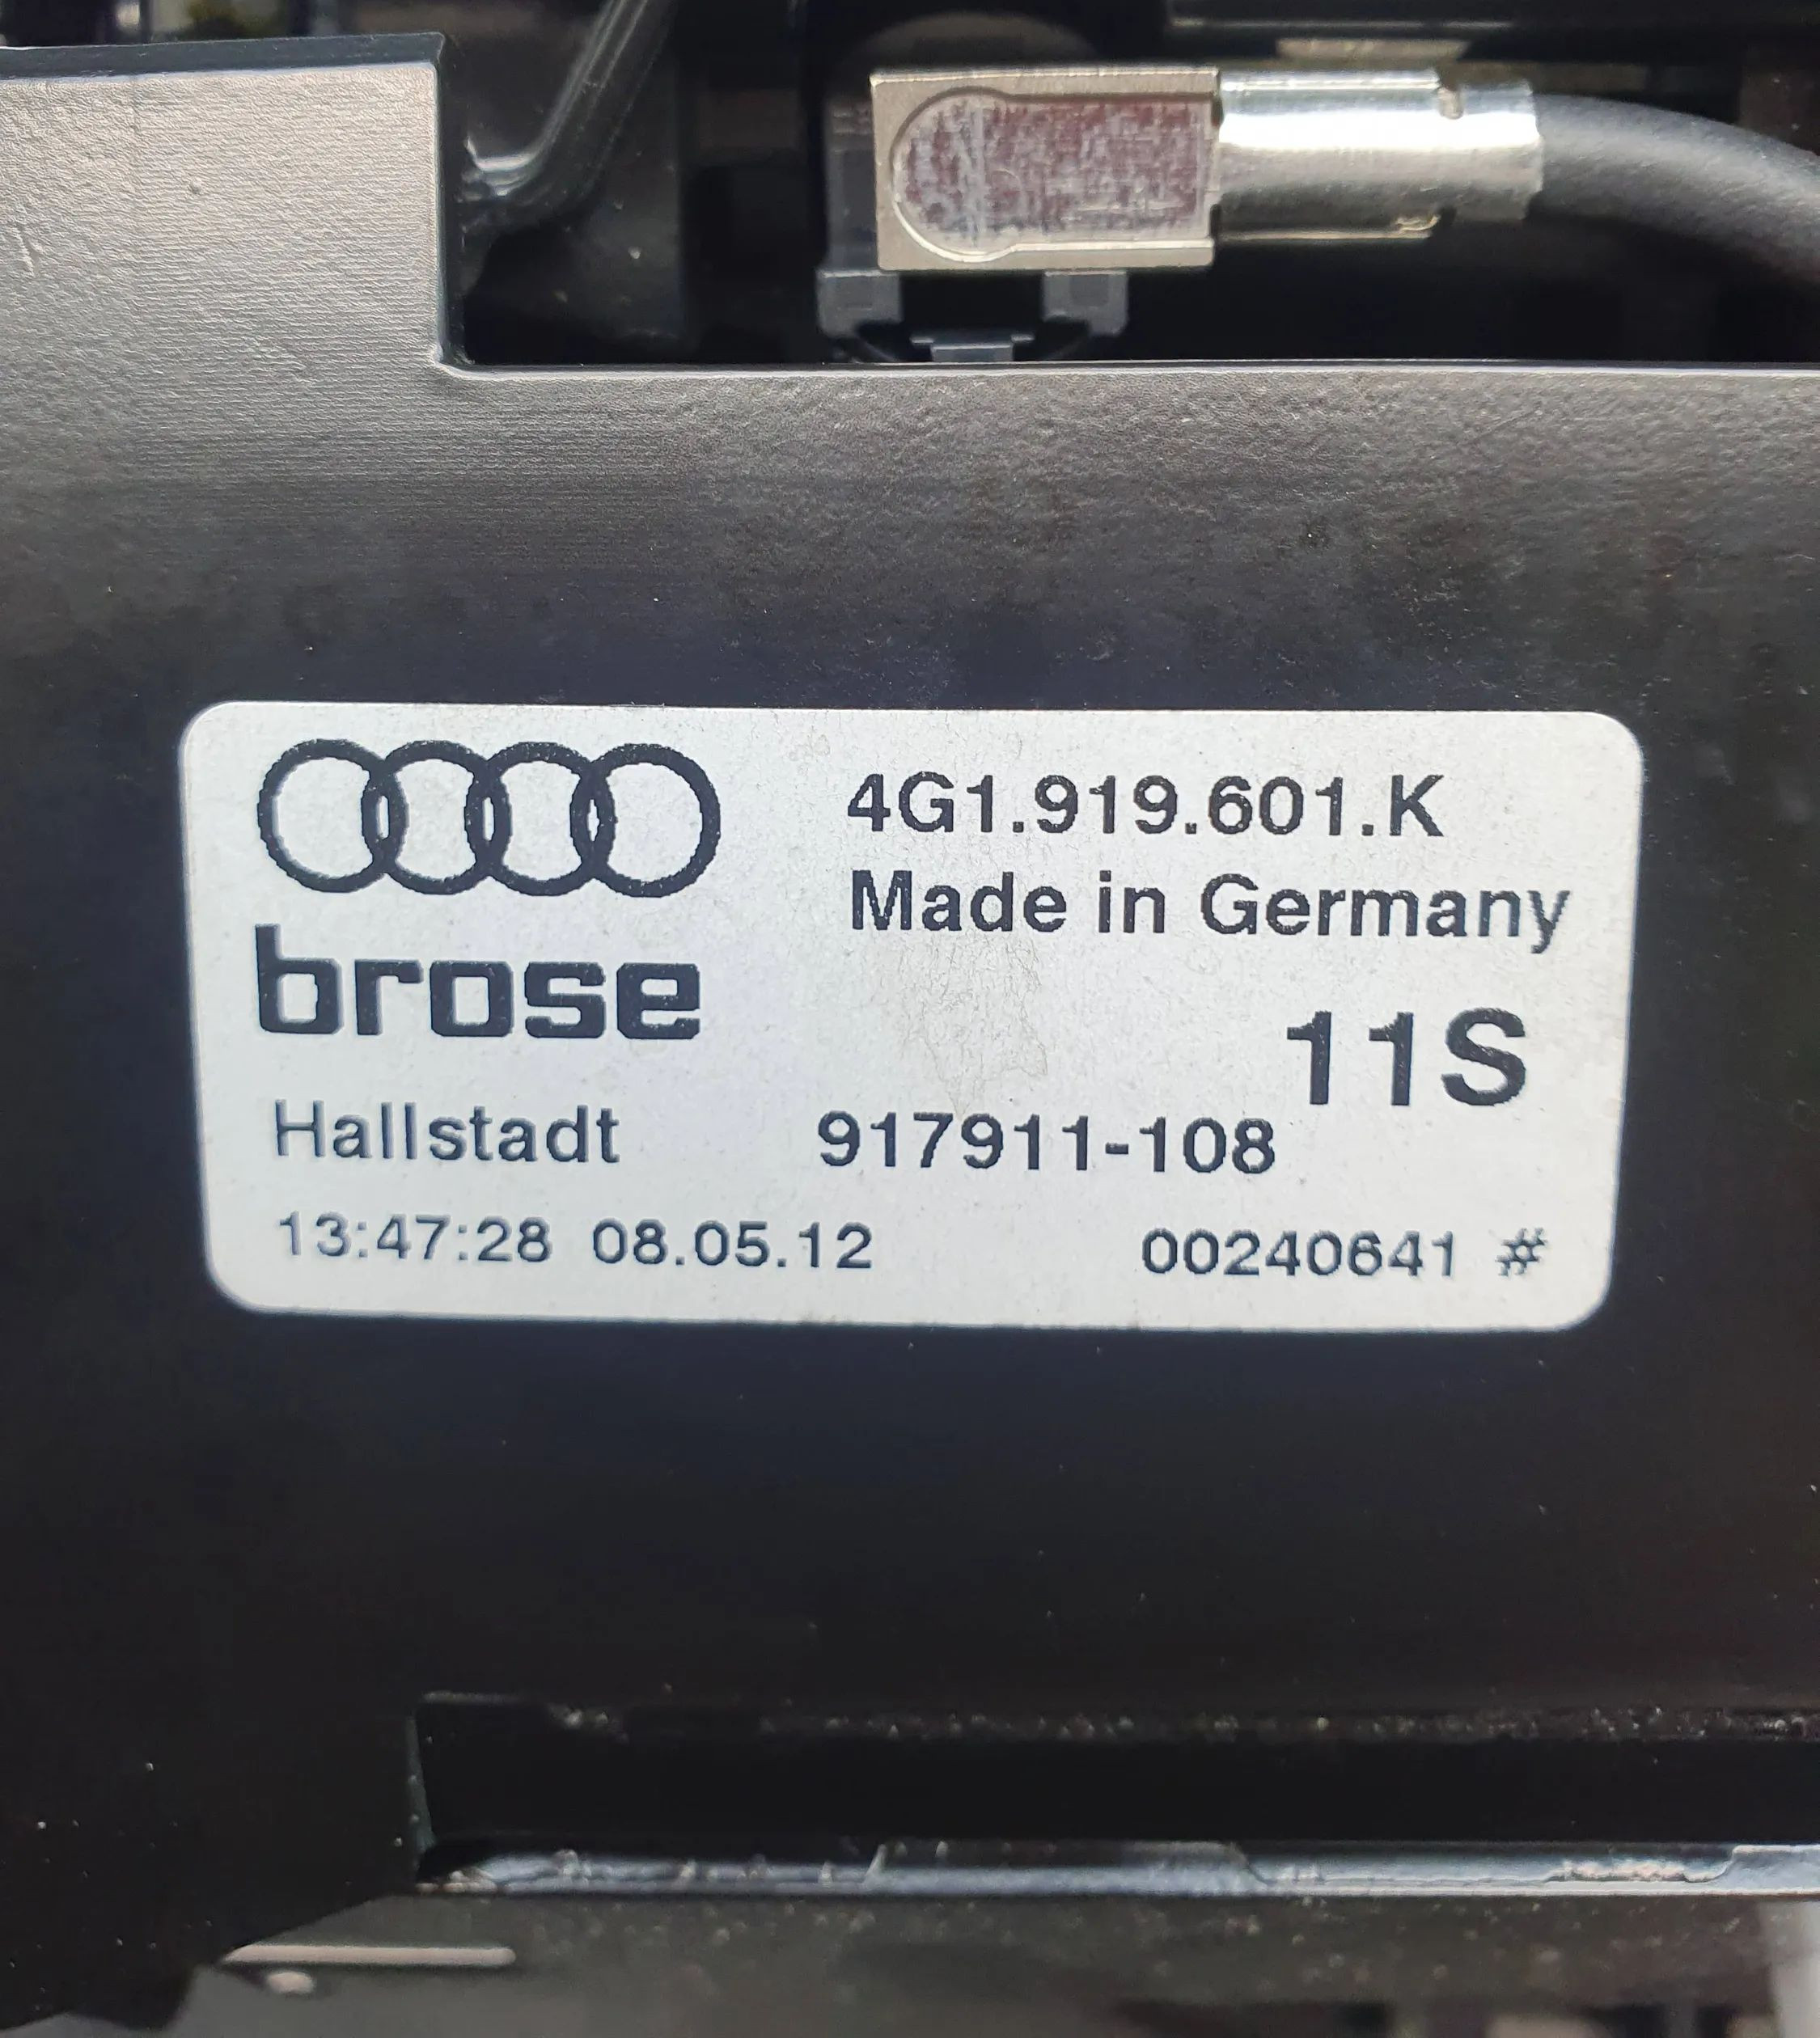 4G1.919.601.K
Made in Germany
brose
11S
Hallstadt 917911-108
13:47:28 08.05.12 00240641 #